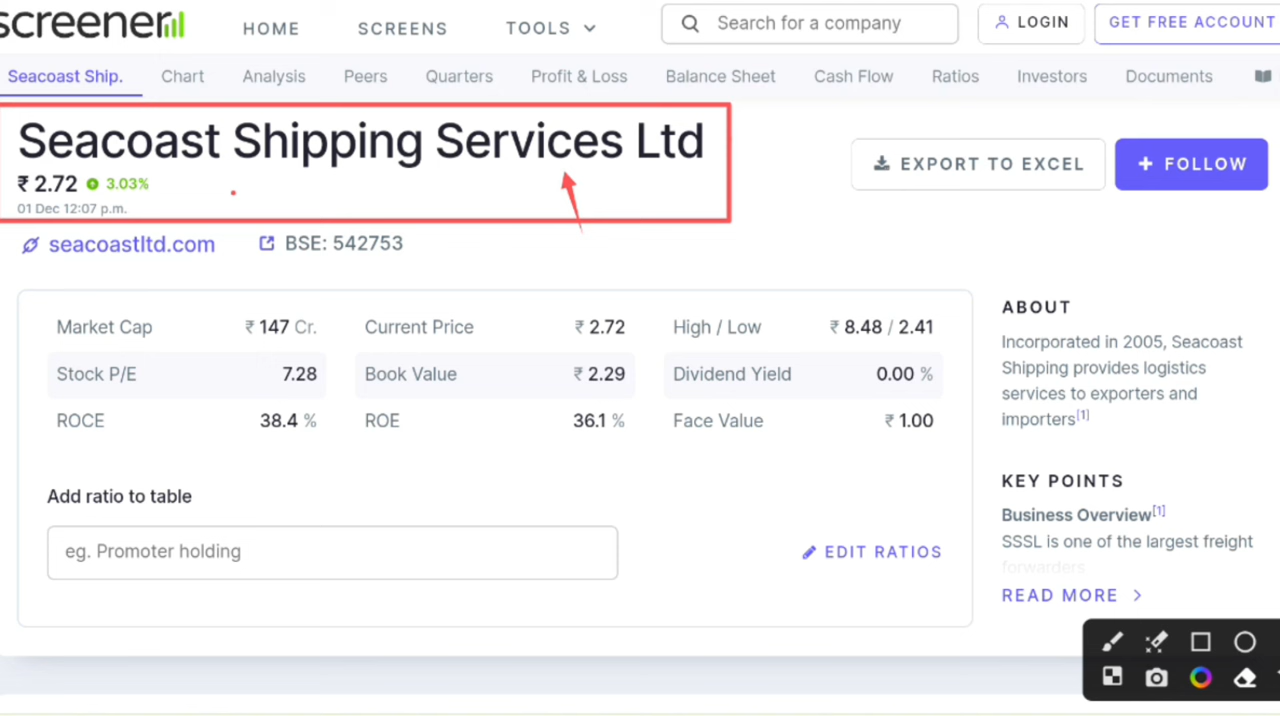 screener
HOME
SCREENS
TOOLS
Search for a company
LOGIN
GET FREE ACCOUNT
Seacoast Ship.
Chart
Analysis
Peers
Quarters
Profit & Loss
Balance Sheet
Cash Flow
Ratios
Investors
Documents
Seacoast Shipping Services Ltd
₹ 2.72 3.03%
01 Dec 12:07 p.m.
EXPORT TO EXCEL
+ FOLLOW
seacoastltd.com
BSE: 542753
Market Cap ₹ 147 Cr.
Current Price ₹ 2.72
High / Low ₹ 8.48 / 2.41
Stock P/E 7.28
Book Value ₹ 2.29
Dividend Yield 0.00 %
ROCE 38.4 %
ROE 36.1 %
Face Value ₹ 1.00
Add ratio to table
eg. Promoter holding
EDIT RATIOS
ABOUT
Incorporated in 2005, Seacoast
Shipping provides logistics
services to exporters and
importers[1]
KEY POINTS
Business Overview[1]
SSSL is one of the largest freight
forwarders
READ MORE